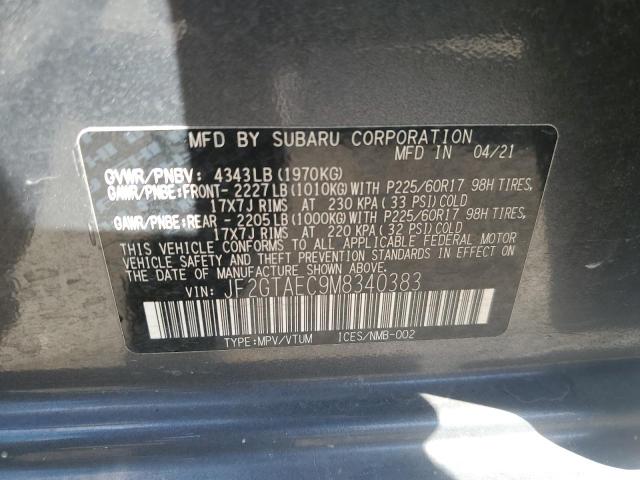 MFD BY SUBARU CORPORATION
MFD IN 04/21
GVWR/PNBV: 4343LB (1970KG)
GAWR/PNBE:FRONT- 2227LB(1010KG)WITH P225/60R17 98H TIRES,
17X7J RIMS AT 230 KPA(33 PSI)COLD
GAWR/PNBE:REAR - 2205LB(1000KG)WITH P225/60R17 98H TIRES,
17X7J RIMS AT 220 KPA(32 PSI)COLD
THIS VEHICLE CONFORMS TO ALL APPLICABLE FEDERAL MOTOR
VEHICLE SAFETY AND BUMPER STANDARDS IN EFFECT ON
THE DATE OF MANUFACTURE SHOWN ABOVE.
VIN: JF2GTAEC9M8340383
TYPE:MPV/VTUM ICES/NMB-002